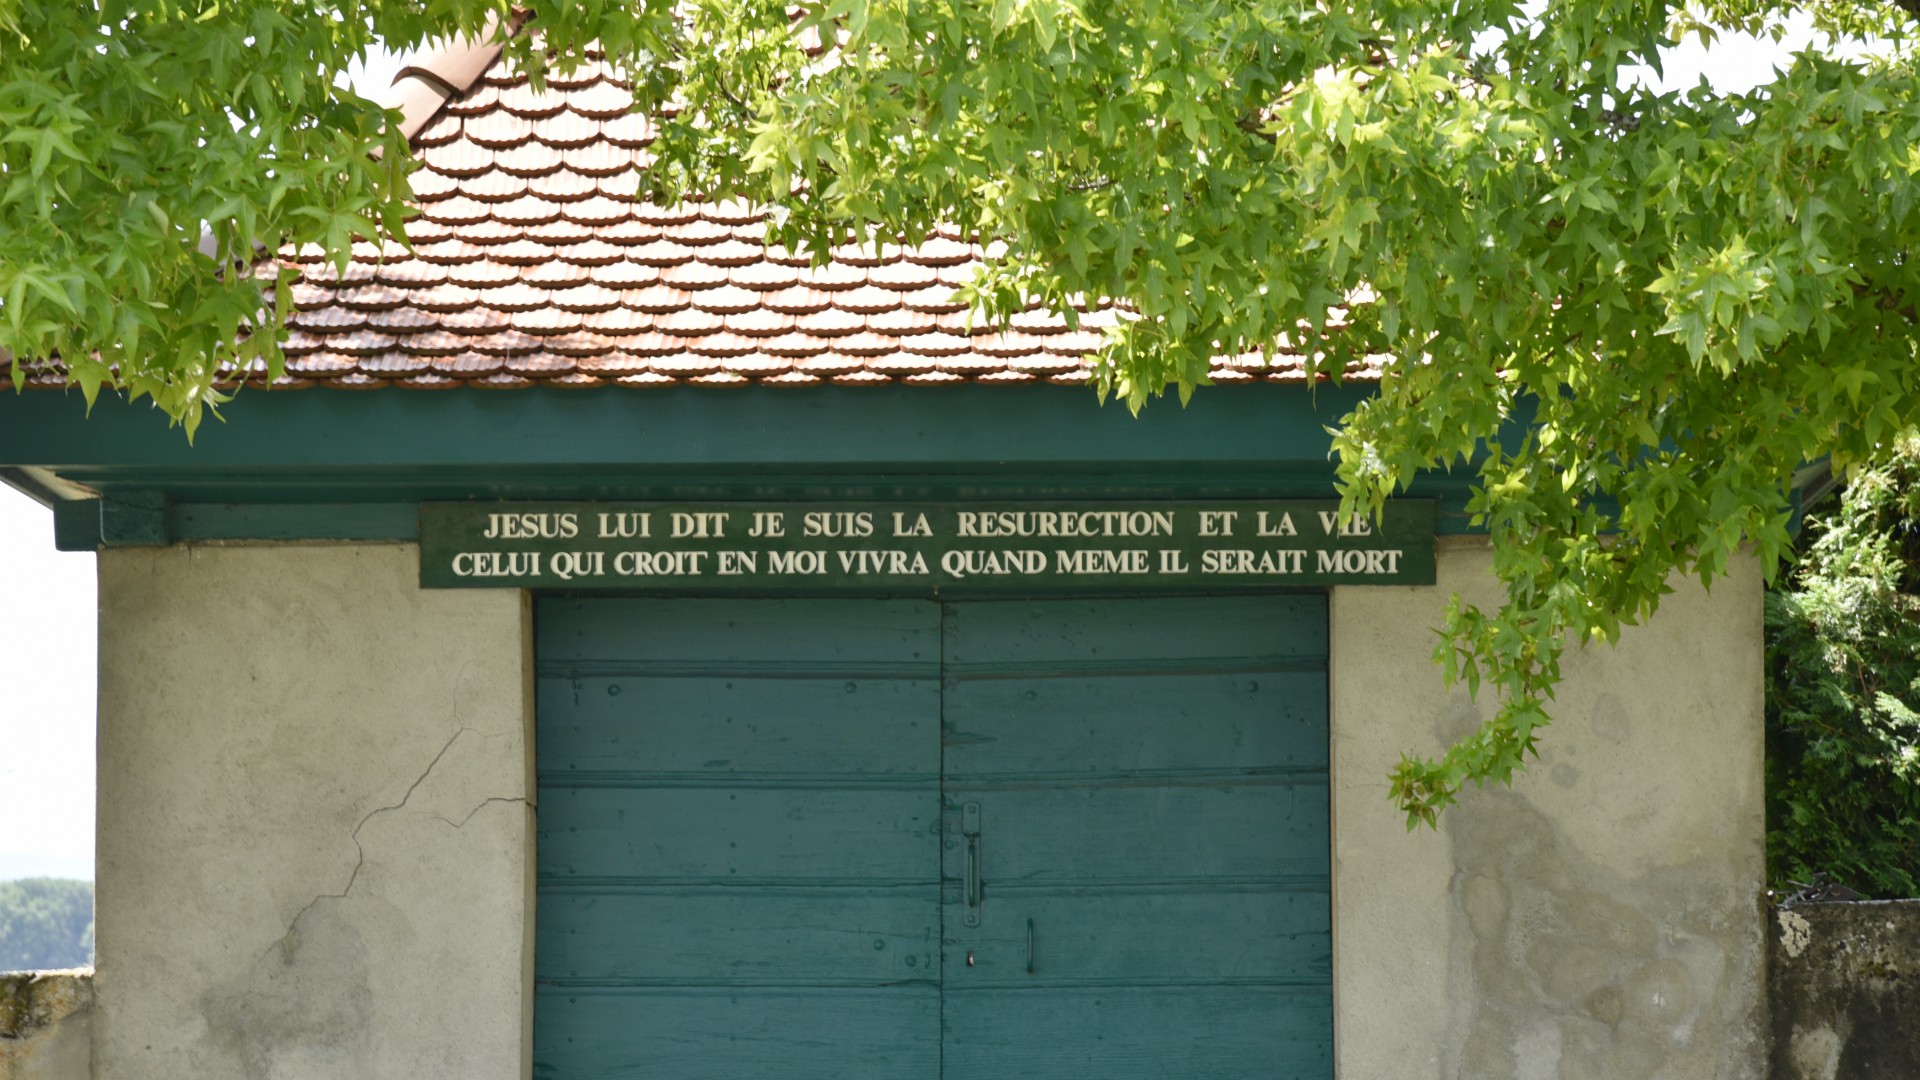 JESUS LUI DIT JE SUIS LA RESURECTION ET LA VIE
CELUI QUI CROIT EN MOI VIVRA QUAND MEME IL SERAIT MORT